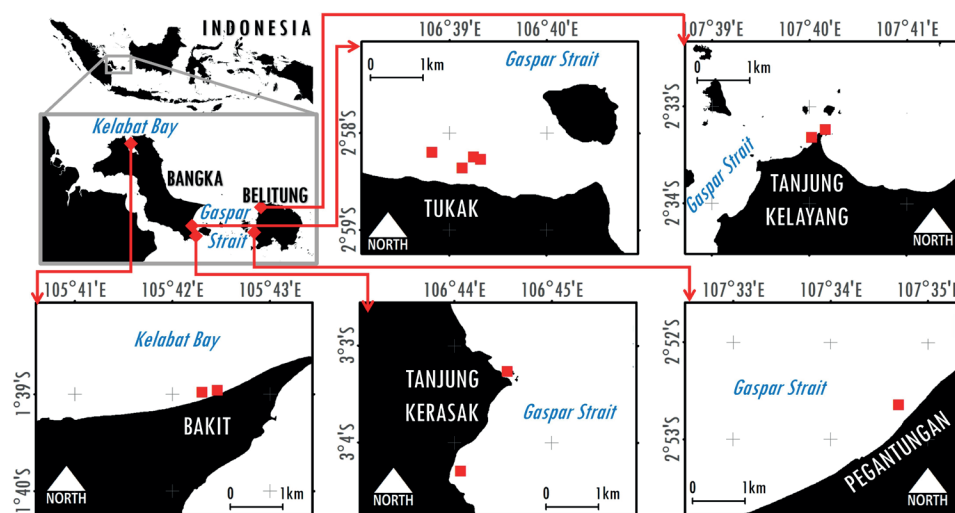 INDONESIA
Kelabat Bay
BANGKA
BELITUNG
Gaspar
Strait
106°39'E 106°40'E
0 1km
Gaspar Strait
2°58'S
2°59'S
TUKAK
NORTH
107°39'E 107°40'E 107°41'E
0 1km
2°33'S
2°34'S
Gaspar Strait
TANJUNG
KELAYANG
NORTH
105°41'E 105°42'E 105°43'E
Kelabat Bay
1°39'S
1°40'S
BAKIT
NORTH
0 1km
106°44'E 106°45'E
3°3'S
3°4'S
TANJUNG
KERASAK
Gaspar Strait
NORTH
0 1km
107°33'E 107°34'E 107°35'E
2°52'S
2°53'S
Gaspar Strait
PEGANTUNGAN
NORTH
0 1km